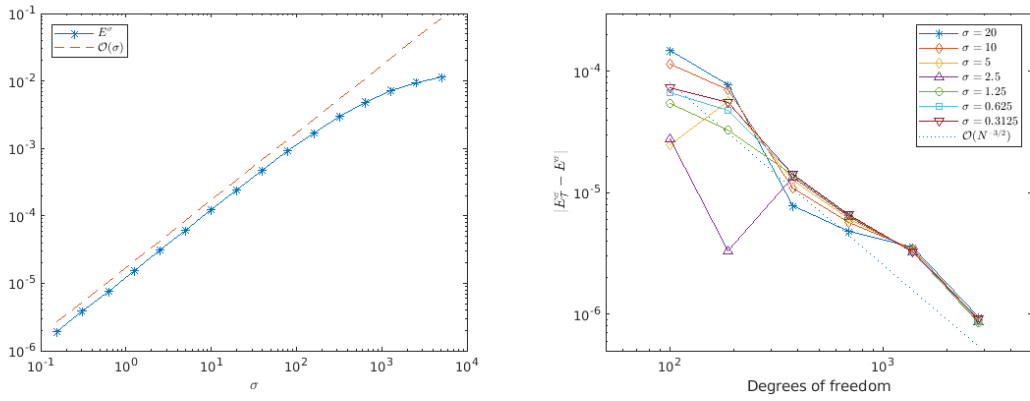 10^-1
10^-2
10^-3
10^-4
10^-5
10^-6
10^-1
10^0
10^1
10^2
10^3
10^4
σ
E^σ
O(σ)
10^-4
10^-5
10^-6
10^2
10^3
Degrees of freedom
|E_T^σ − E^σ|
σ = 20
σ = 10
σ = 5
σ = 2.5
σ = 1.25
σ = 0.625
σ = 0.3125
O(N^-3/2)